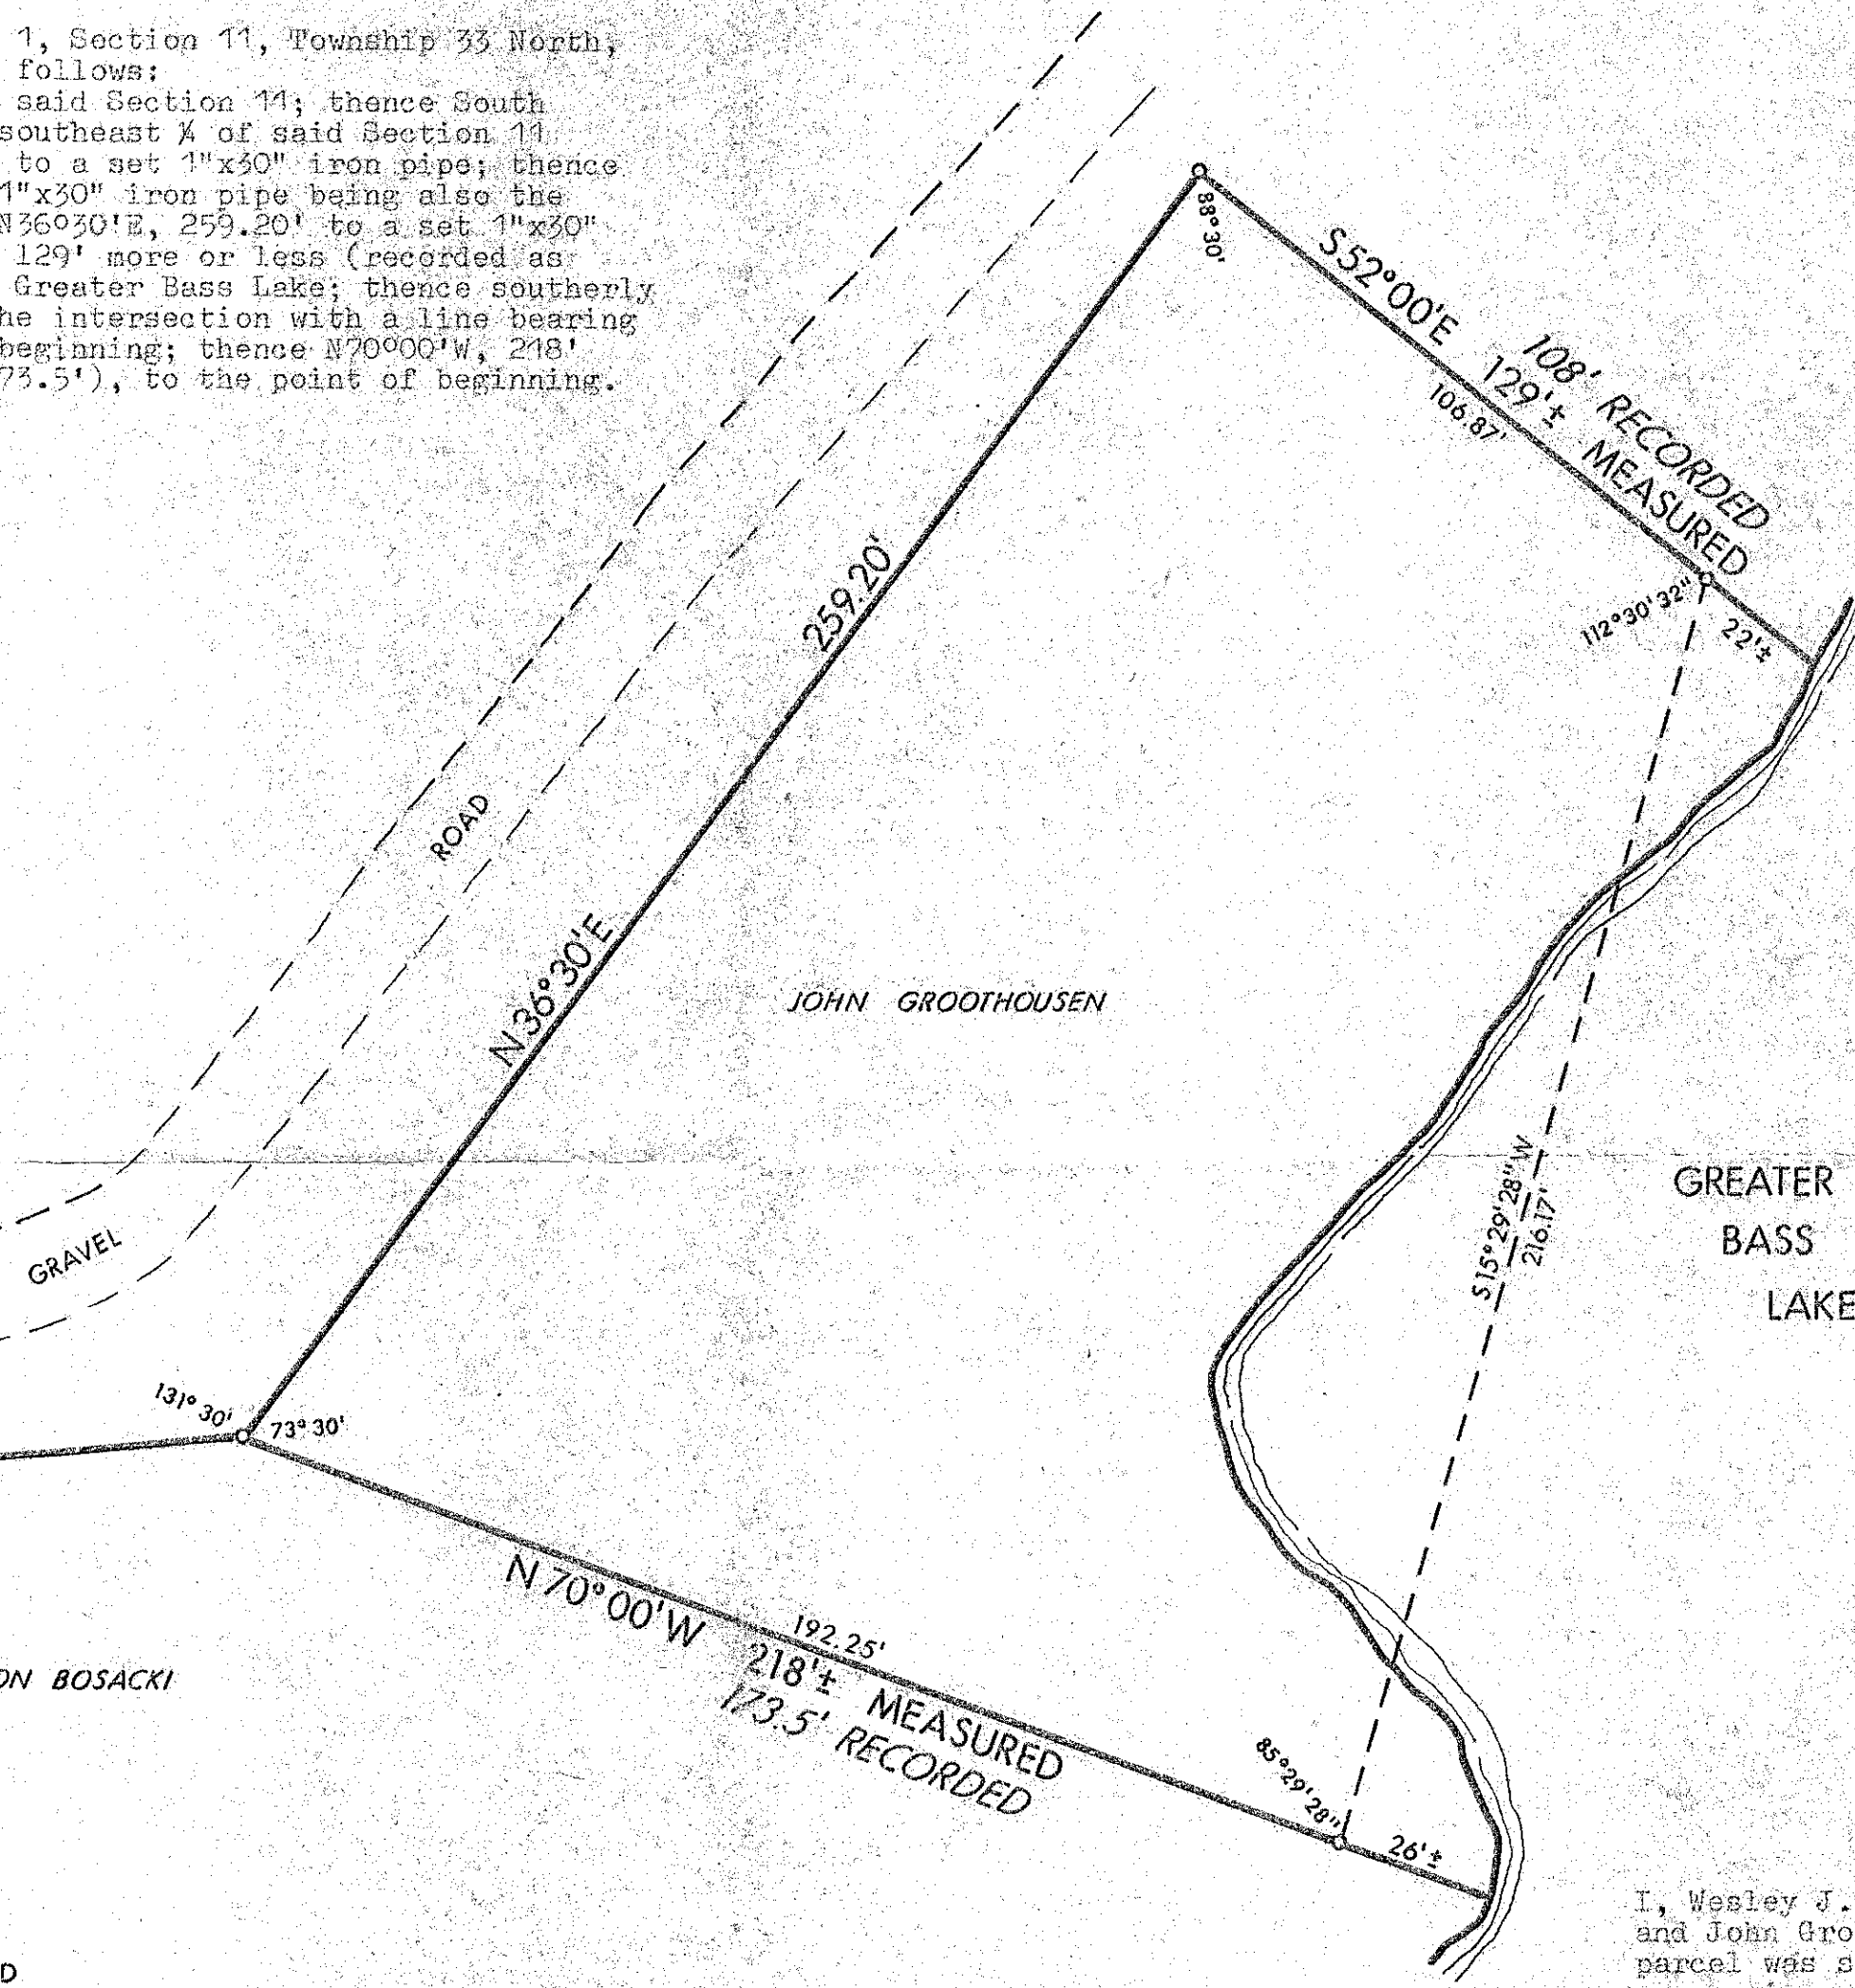 1, Section 11, Township 33 North,
follows:
said Section 11; thence South
southeast ¼ of said Section 11
to a set 1"x30" iron pipe; thence
1"x30" iron pipe being also the
N36°30'E, 259.20' to a set 1"x30"
129' more or less (recorded as
Greater Bass Lake; thence southerly
he intersection with a line bearing
beginning; thence N70°00'W, 218'
73.5'), to the point of beginning.
88°30'
S52°00'E
108' RECORDED
129'± MEASURED
106.87'
112°30'32"
22'±
259.20'
N36°30'E
ROAD
GRAVEL
JOHN GROOTHOUSEN
S15°29'28"W
216.17'
GREATER
BASS
LAKE
131°30'
73°30'
N70°00'W
192.25'
218'± MEASURED
173.5' RECORDED
85°29'28"
26'±
ON BOSACKI
I, Wesley J.
and John Gro
parcel was s
D